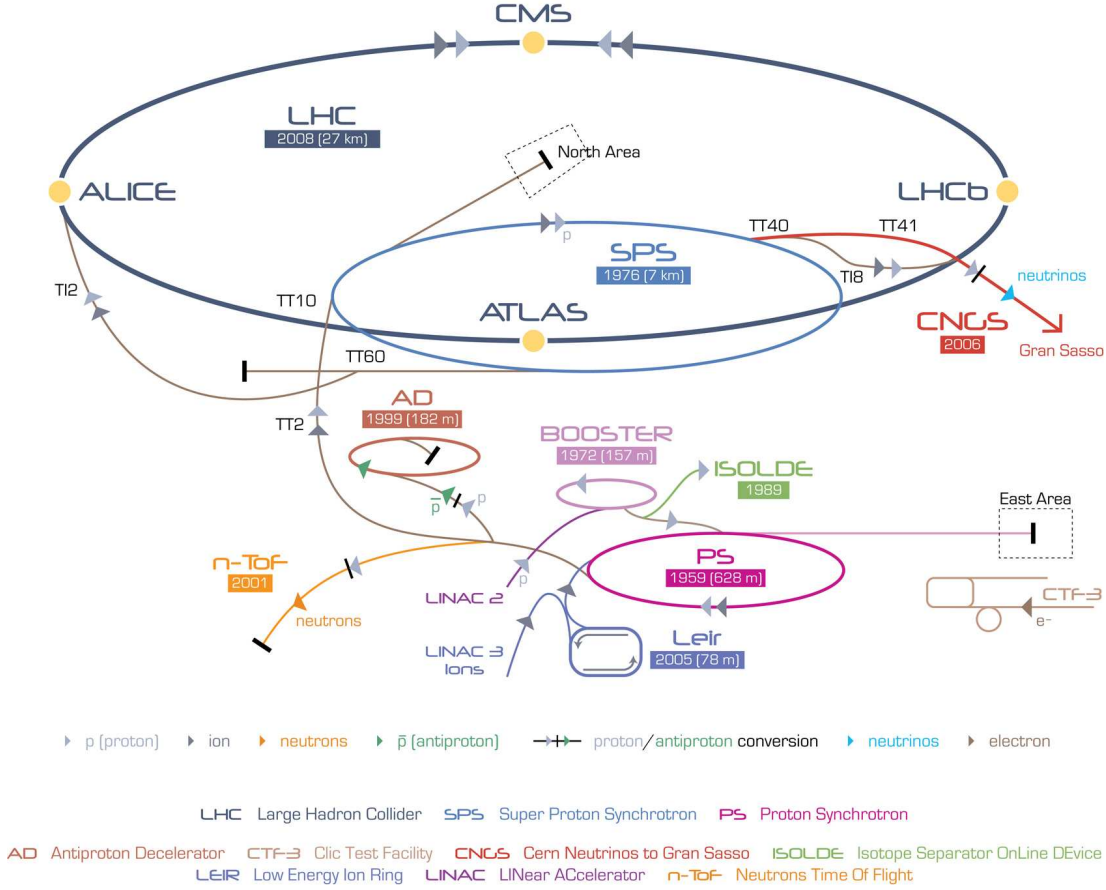 CMS
LHC
2008 (27 km)
North Area
ALICE
LHCb
TT40
TT41
p
SPS
1976 (7 km)
TI8
neutrinos
TI2
TT10
ATLAS
CNGS
2006
Gran Sasso
TT60
AD
1999 (182 m)
TT2
BOOSTER
1972 (157 m)
ISOLDE
1989
p̅
p
East Area
n-ToF
2001
PS
1959 (628 m)
LINAC 2
p
CTF-3
e-
neutrons
LINAC 3
Ions
Leir
2005 (78 m)
p (proton) ion neutrons p̅ (antiproton) proton/antiproton conversion neutrinos electron
LHC Large Hadron Collider SPS Super Proton Synchrotron PS Proton Synchrotron
AD Antiproton Decelerator CTF-3 Clic Test Facility CNGS Cern Neutrinos to Gran Sasso ISOLDE Isotope Separator OnLine DEvice
LEIR Low Energy Ion Ring LINAC LINear ACcelerator n-ToF Neutrons Time Of Flight